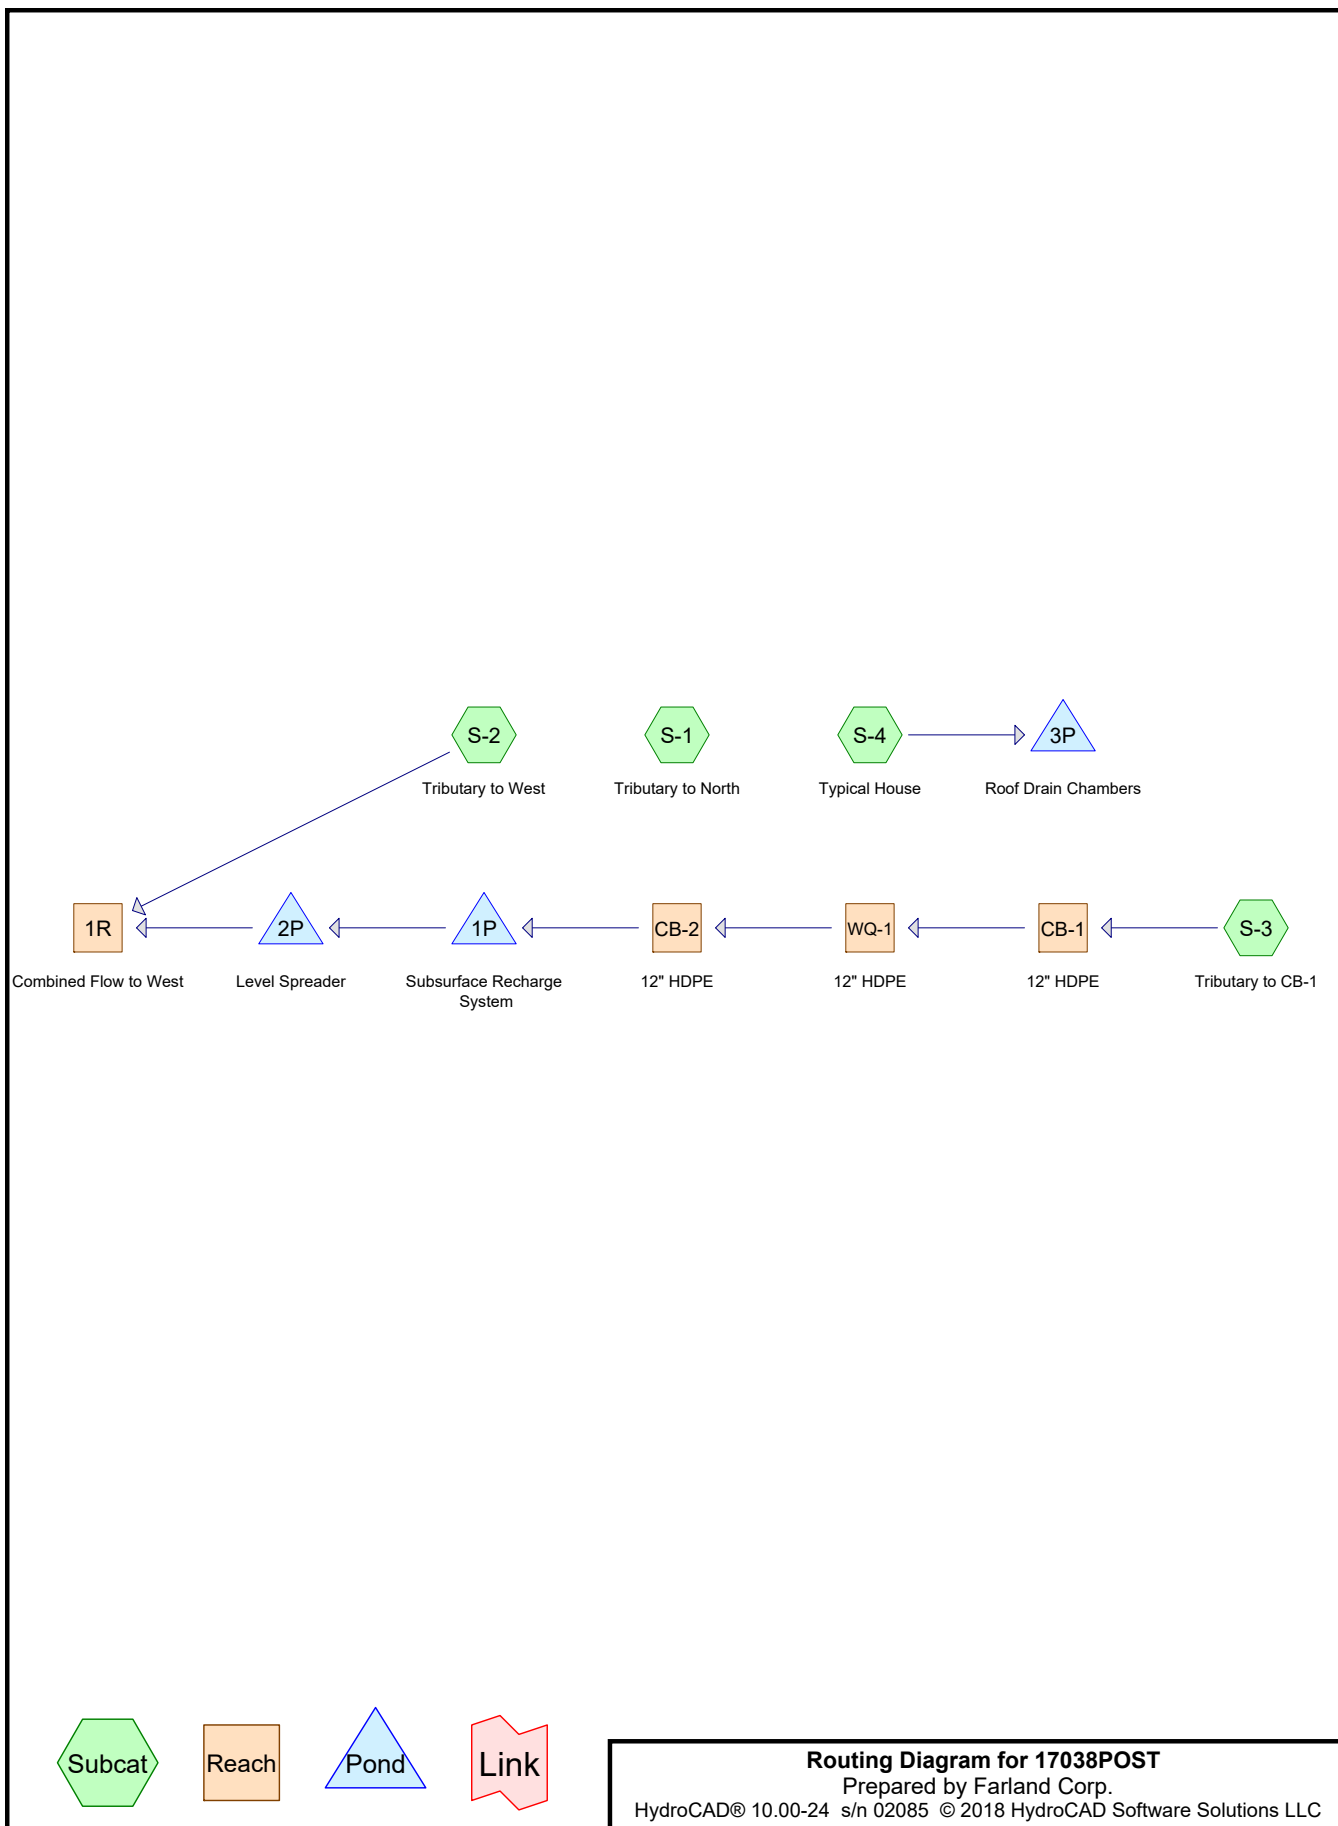 S-2
S-1
S-4
3P
Tributary to West
Tributary to North
Typical House
Roof Drain Chambers
1R
2P
1P
CB-2
WQ-1
CB-1
S-3
Combined Flow to West
Level Spreader
Subsurface Recharge
System
12" HDPE
12" HDPE
12" HDPE
Tributary to CB-1
Subcat
Reach
Pond
Link
Routing Diagram for 17038POST
Prepared by Farland Corp.
HydroCAD® 10.00-24 s/n 02085 © 2018 HydroCAD Software Solutions LLC